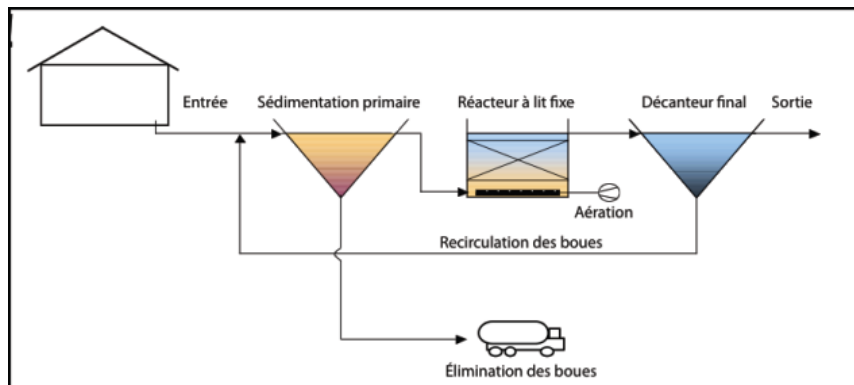 Entrée
Sédimentation primaire
Réacteur à lit fixe
Décanteur final
Sortie
Aération
Recirculation des boues
Élimination des boues